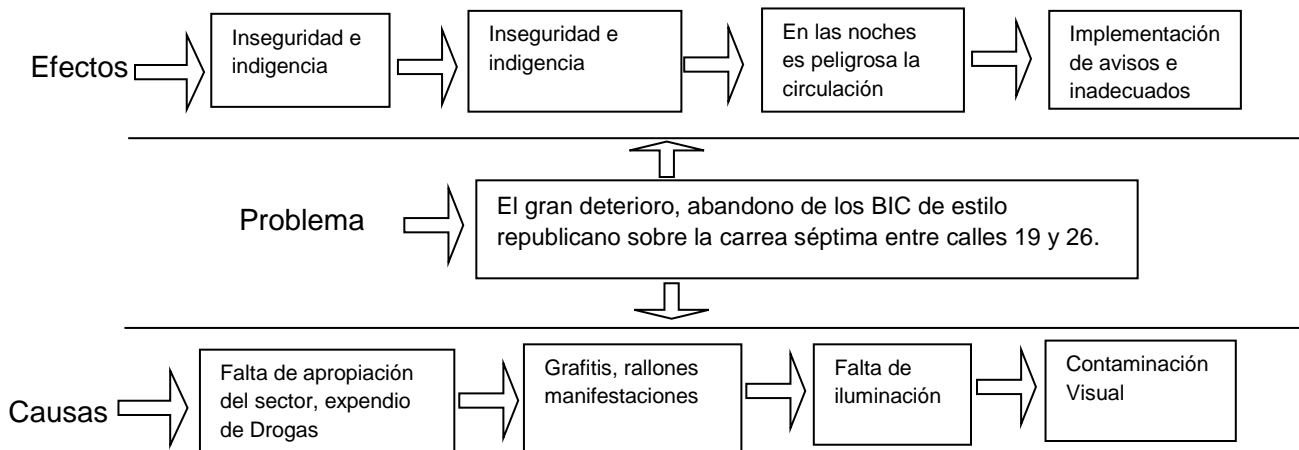 Efectos
Inseguridad e
indigencia
Inseguridad e
indigencia
En las noches
es peligrosa la
circulación
Implementación
de avisos e
inadecuados
Problema
El gran deterioro, abandono de los BIC de estilo
republicano sobre la carrea séptima entre calles 19 y 26.
Causas
Falta de apropiación
del sector, expendio
de Drogas
Grafitis, rallones
manifestaciones
Falta de
iluminación
Contaminación
Visual